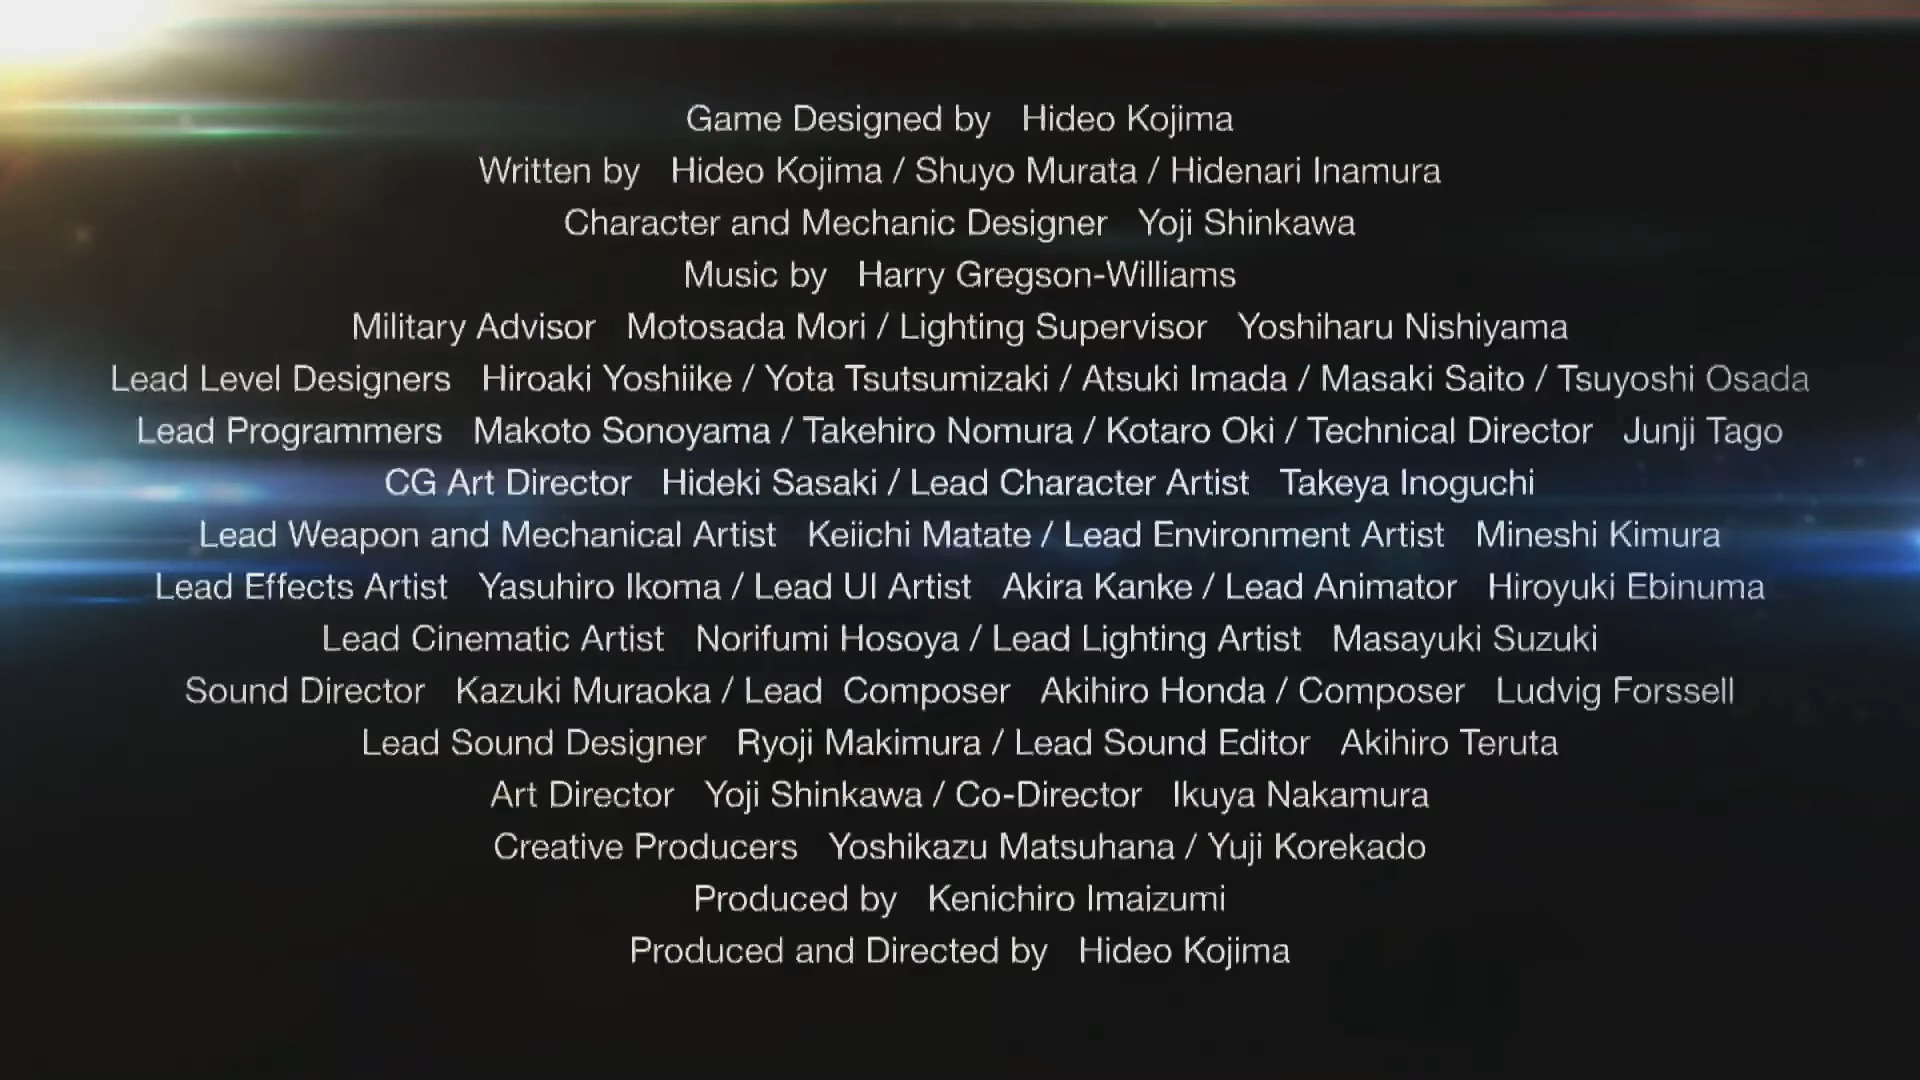 Game Designed by Hideo Kojima
Written by Hideo Kojima / Shuyo Murata / Hidenari Inamura
Character and Mechanic Designer Yoji Shinkawa
Music by Harry Gregson-Williams
Military Advisor Motosada Mori / Lighting Supervisor Yoshiharu Nishiyama
Lead Level Designers Hiroaki Yoshiike / Yota Tsutsumizaki / Atsuki Imada / Masaki Saito / Tsuyoshi Osada
Lead Programmers Makoto Sonoyama / Takehiro Nomura / Kotaro Oki / Technical Director Junji Tago
CG Art Director Hideki Sasaki / Lead Character Artist Takeya Inoguchi
Lead Weapon and Mechanical Artist Keiichi Matate / Lead Environment Artist Mineshi Kimura
Lead Effects Artist Yasuhiro Ikoma / Lead UI Artist Akira Kanke / Lead Animator Hiroyuki Ebinuma
Lead Cinematic Artist Norifumi Hosoya / Lead Lighting Artist Masayuki Suzuki
Sound Director Kazuki Muraoka / Lead Composer Akihiro Honda / Composer Ludvig Forssell
Lead Sound Designer Ryoji Makimura / Lead Sound Editor Akihiro Teruta
Art Director Yoji Shinkawa / Co-Director Ikuya Nakamura
Creative Producers Yoshikazu Matsuhana / Yuji Korekado
Produced by Kenichiro Imaizumi
Produced and Directed by Hideo Kojima